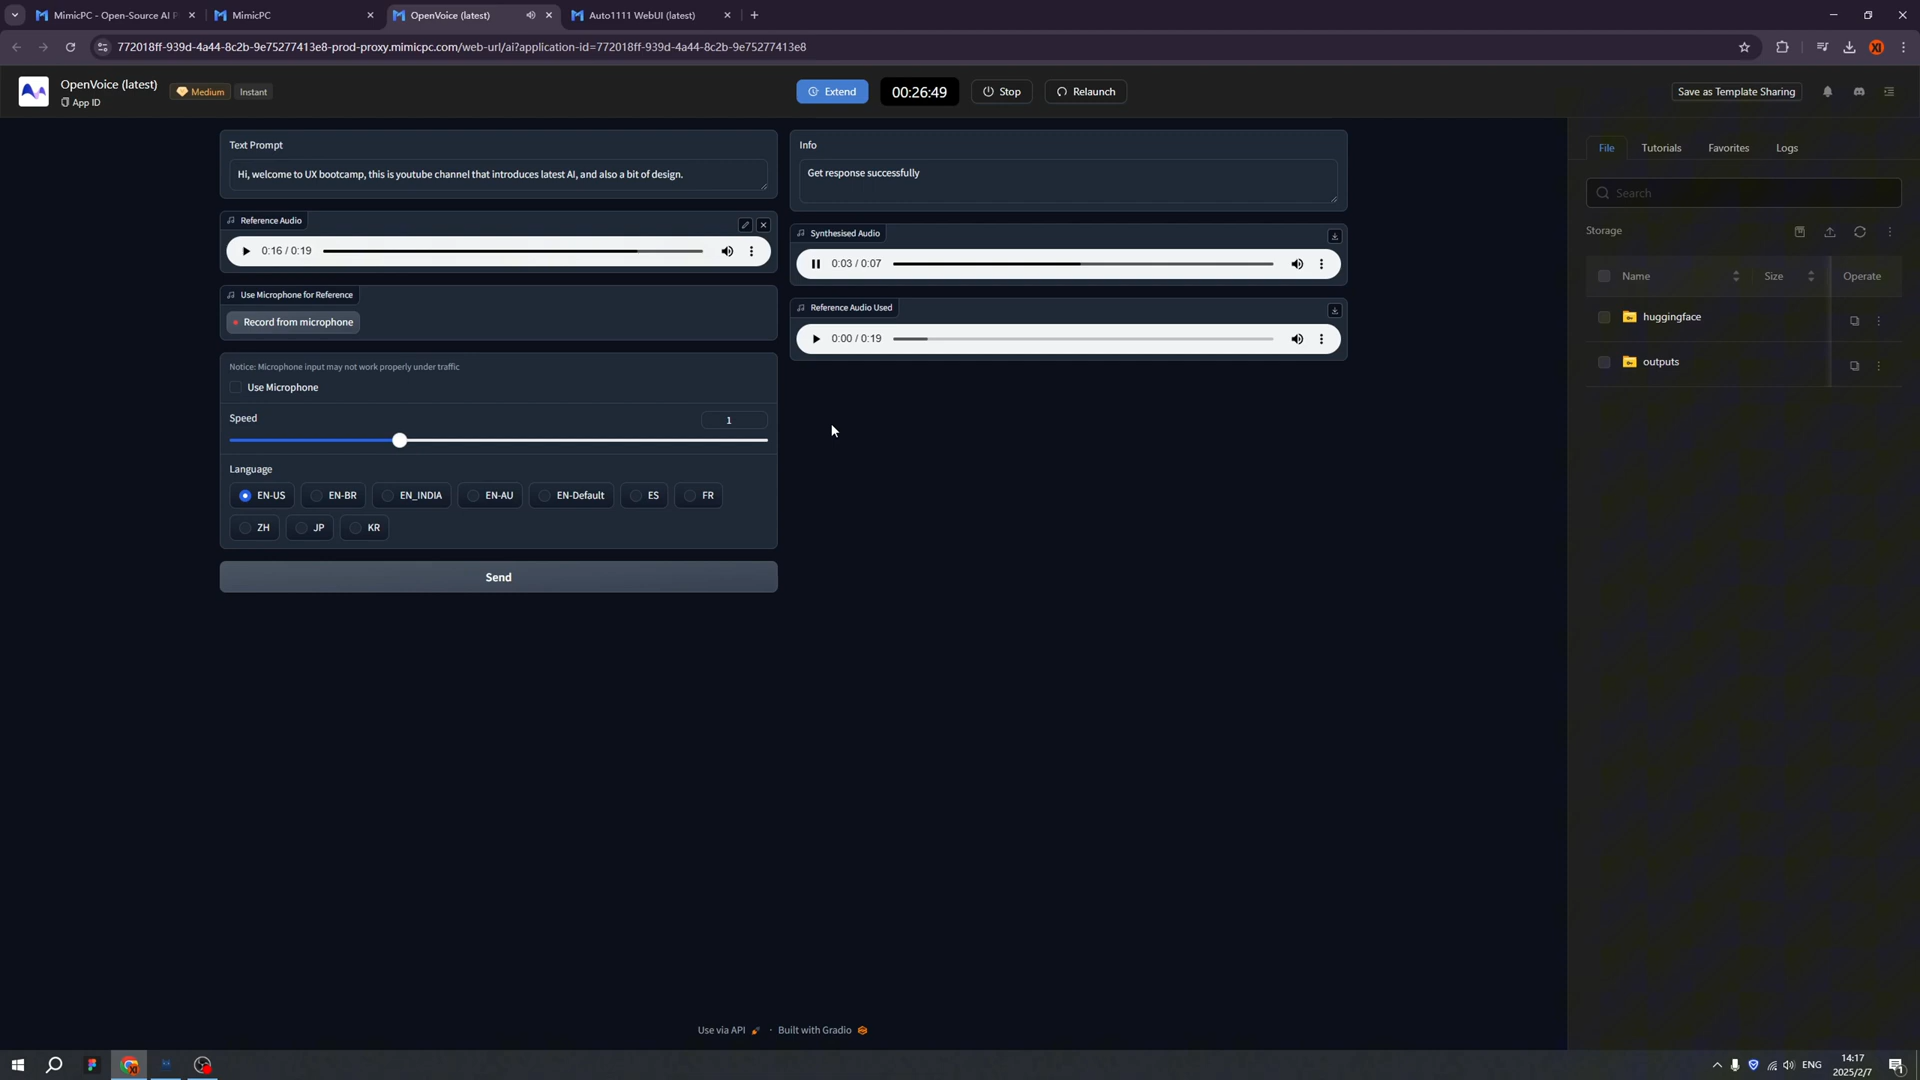 MimicPC - Open-Source AI P
MimicPC
OpenVoice (latest)
Auto1111 WebUI (latest)
772018ff-939d-4a44-8c2b-9e75277413e8-prod-proxy.mimicpc.com/web-url/ai?application-id=772018ff-939d-4a44-8c2b-9e75277413e8
OpenVoice (latest)
App ID
Medium
Instant
Extend
00:26:49
Stop
Relaunch
Save as Template Sharing
Text Prompt
Hi, welcome to UX bootcamp, this is youtube channel that introduces latest AI, and also a bit of design.
Reference Audio
0:16 / 0:19
Use Microphone for Reference
Record from microphone
Notice: Microphone input may not work properly under traffic
Use Microphone
Speed
1
Language
EN-US
EN-BR
EN_INDIA
EN-AU
EN-Default
ES
FR
ZH
JP
KR
Send
Info
Get response successfully
Synthesised Audio
0:03 / 0:07
Reference Audio Used
0:00 / 0:19
File
Tutorials
Favorites
Logs
Search
Storage
Name
Size
Operate
huggingface
outputs
Use via API
·
Built with Gradio
XI
ENG
14:17
2025/2/7